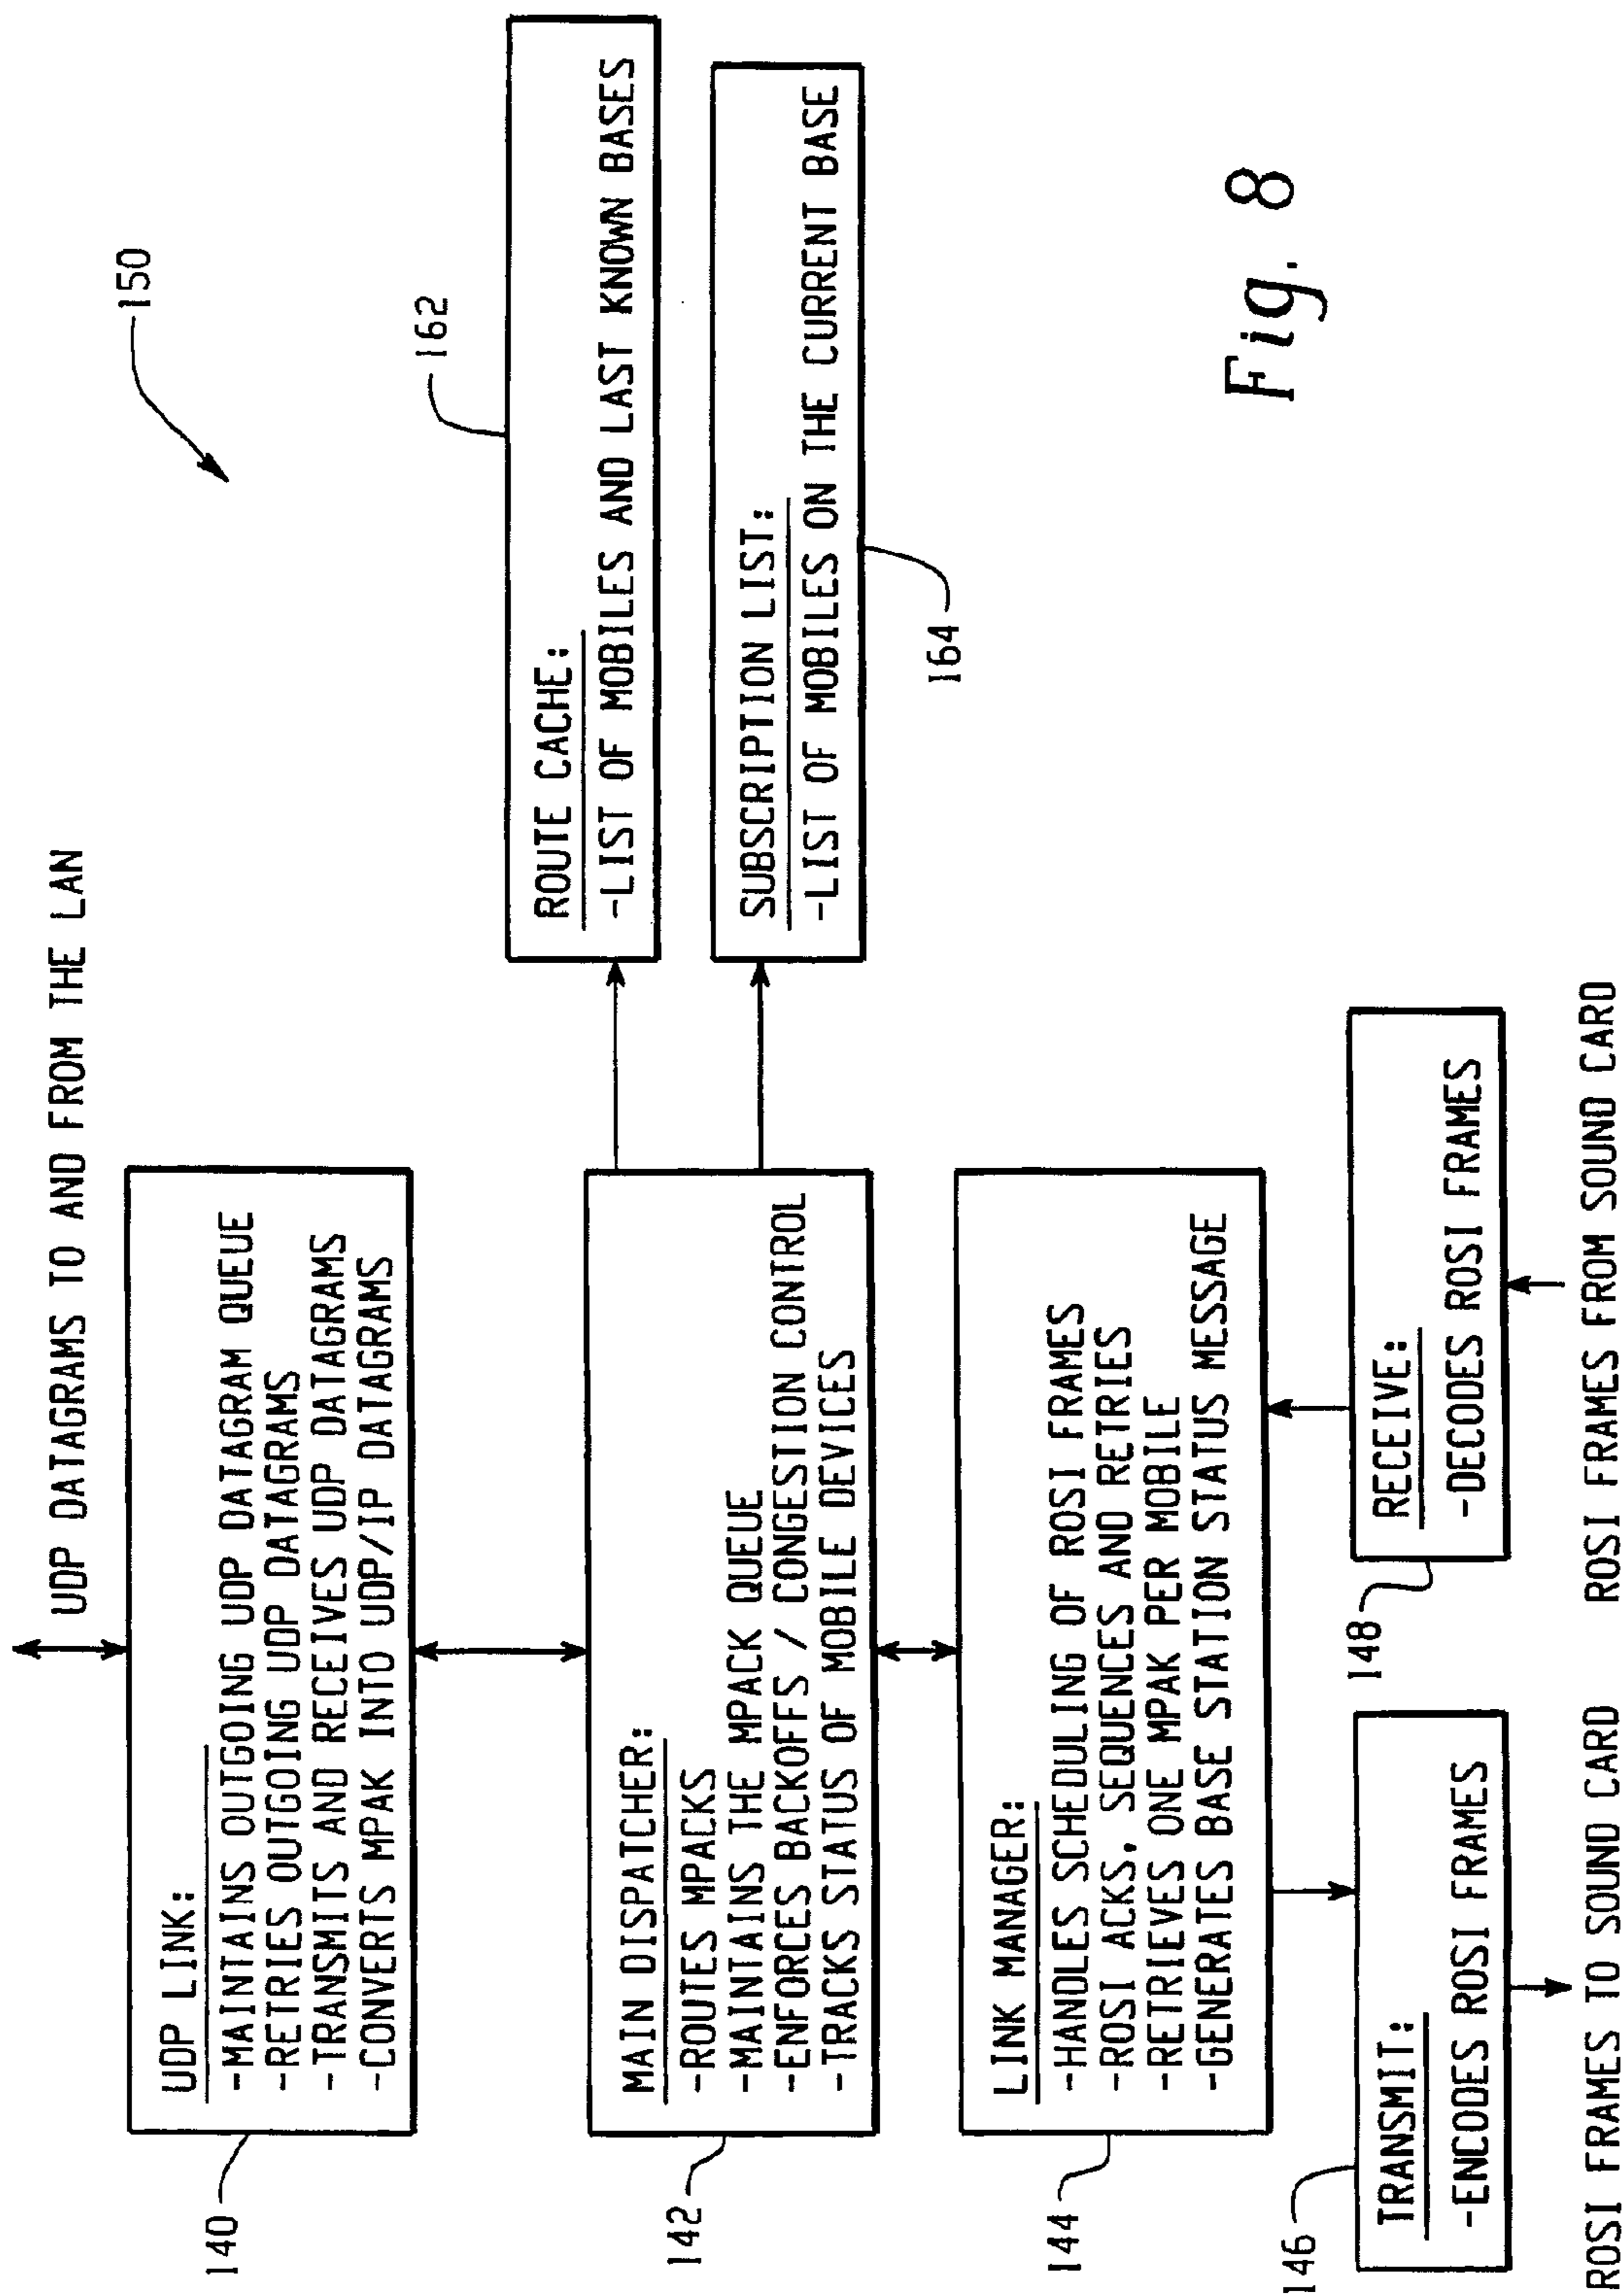 UDP DATAGRAMS TO AND FROM THE LAN
150
UDP LINK:
-MAINTAINS OUTGOING UDP DATAGRAM QUEUE
-RETRIES OUTGOING UDP DATAGRAMS
-TRANSMITS AND RECEIVES UDP DATAGRAMS
-CONVERTS MPAK INTO UDP/IP DATAGRAMS
140
ROUTE CACHE:
-LIST OF MOBILES AND LAST KNOWN BASES
162
MAIN DISPATCHER:
-ROUTES MPACKS
-MAINTAINS THE MPACK QUEUE
-ENFORCES BACKOFFS / CONGESTION CONTROL
-TRACKS STATUS OF MOBILE DEVICES
142
SUBSCRIPTION LIST:
-LIST OF MOBILES ON THE CURRENT BASE
164
LINK MANAGER:
-HANDLES SCHEDULING OF ROSI FRAMES
-ROSI ACKS, SEQUENCES AND RETRIES
-RETRIEVES ONE MPAK PER MOBILE
-GENERATES BASE STATION STATUS MESSAGE
144
TRANSMIT:
-ENCODES ROSI FRAMES
146
RECEIVE:
-DECODES ROSI FRAMES
148
ROSI FRAMES TO SOUND CARD
ROSI FRAMES FROM SOUND CARD
Fig. 8